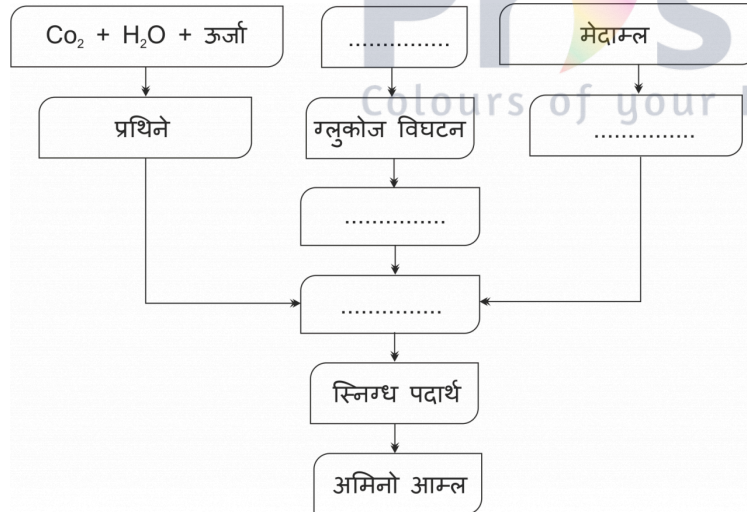 Co₂ + H₂O + ऊर्जा
...............
मेदाम्ल
Colours of your
प्रथिने
ग्लुकोज विघटन
...............
...............
...............
स्निग्ध पदार्थ
अमिनो आम्ल